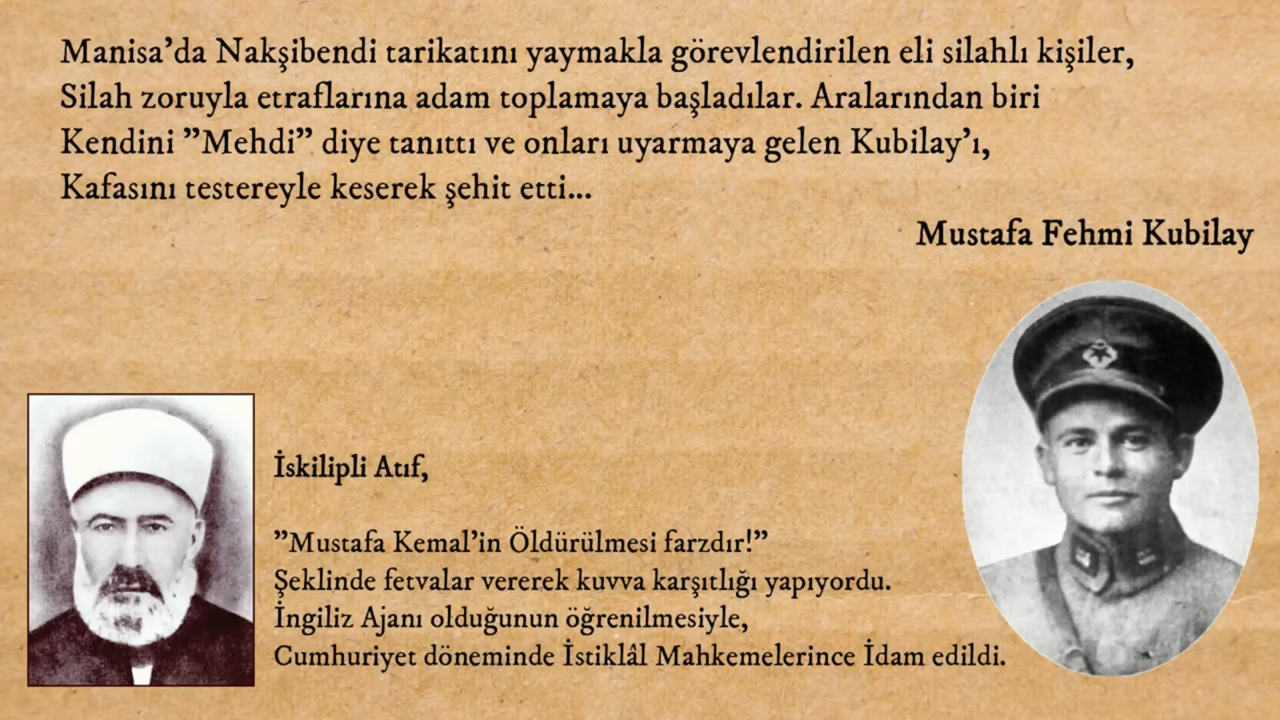 Manisa’da Nakşibendi tarikatını yaymakla görevlendirilen eli silahlı kişiler,
Silah zoruyla etraflarına adam toplamaya başladılar. Aralarından biri
Kendini ”Mehdi” diye tanıttı ve onları uyarmaya gelen Kubilay’ı,
Kafasını testereyle keserek şehit etti...
Mustafa Fehmi Kubilay
İskilipli Atıf,
”Mustafa Kemal’in Öldürülmesi farzdır!”
Şeklinde fetvalar vererek kuvva karşıtlığı yapıyordu.
İngiliz Ajanı olduğunun öğrenilmesiyle,
Cumhuriyet döneminde İstiklâl Mahkemelerince İdam edildi.